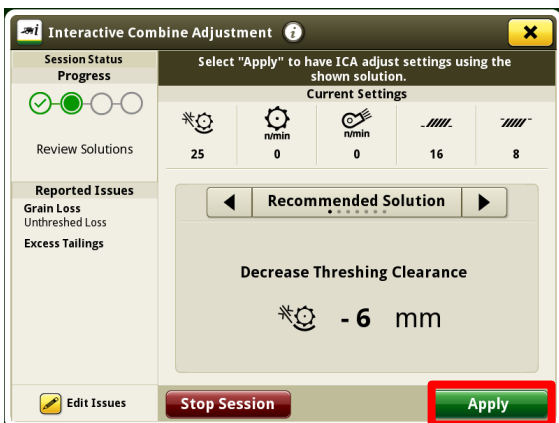 Interactive Combine Adjustment
Session Status
Progress
Review Solutions
Reported Issues
Grain Loss
Unthreshed Loss
Excess Tailings
Edit Issues
Select "Apply" to have ICA adjust settings using the
shown solution.
Current Settings
n/min n/min
25 0 0 16 8
Recommended Solution
Decrease Threshing Clearance
- 6 mm
Stop Session
Apply